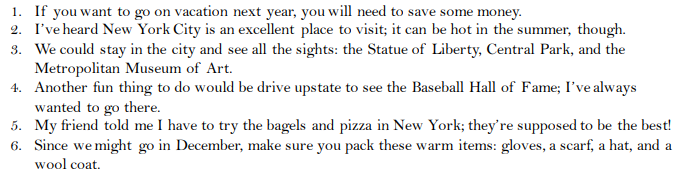 1. If you want to go on vacation next year, you will need to save some money.
2. I've heard New York City is an excellent place to visit; it can be hot in the summer, though.
3. We could stay in the city and see all the sights: the Statue of Liberty, Central Park, and the
Metropolitan Museum of Art.
4. Another fun thing to do would be drive upstate to see the Baseball Hall of Fame; I've always
wanted to go there.
5. My friend told me I have to try the bagels and pizza in New York; they're supposed to be the best!
6. Since we might go in December, make sure you pack these warm items: gloves, a scarf, a hat, and a
wool coat.